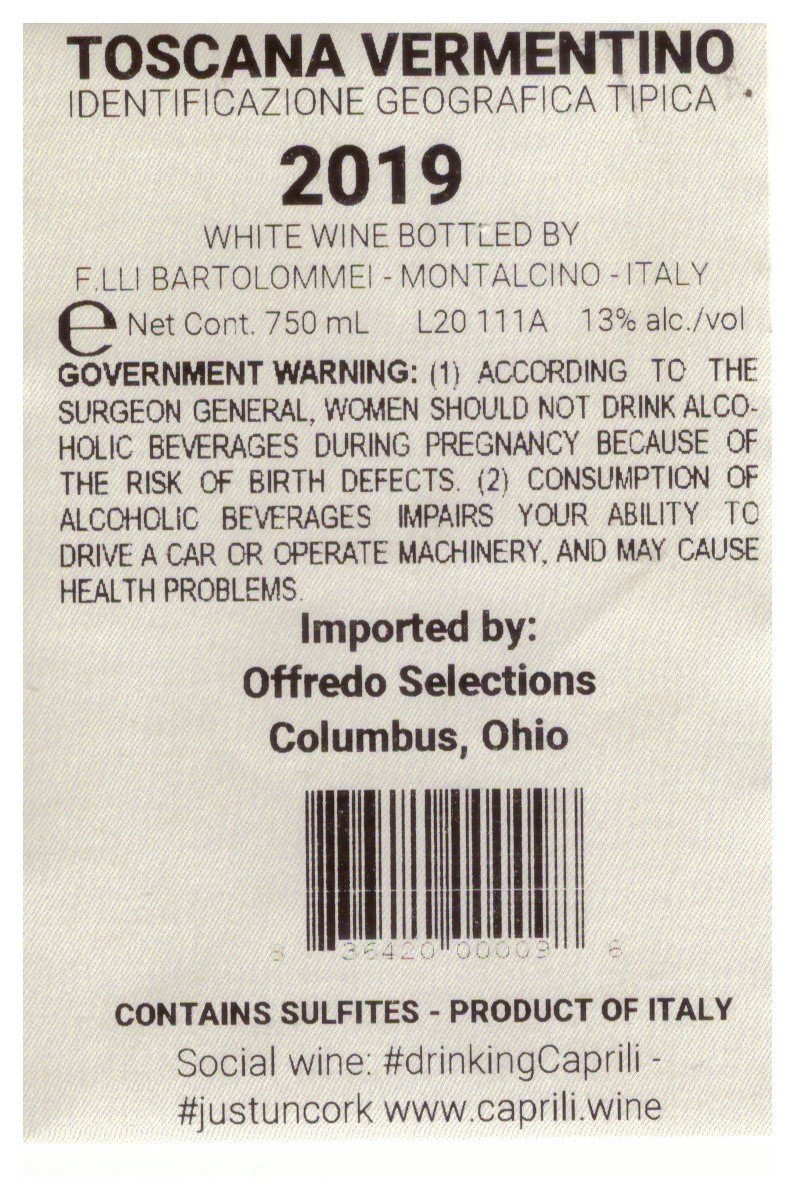 TOSCANA VERMENTINO
IDENTIFICAZIONE GEOGRAFICA TIPICA
2019
WHITE WINE BOTTLED BY
F.LLI BARTOLOMMEI - MONTALCINO - ITALY
e Net Cont. 750 mL L20 111A 13% alc./vol
GOVERNMENT WARNING: (1) ACCORDING TO THE
SURGEON GENERAL, WOMEN SHOULD NOT DRINK ALCO-
HOLIC BEVERAGES DURING PREGNANCY BECAUSE OF
THE RISK OF BIRTH DEFECTS. (2) CONSUMPTION OF
ALCOHOLIC BEVERAGES IMPAIRS YOUR ABILITY TO
DRIVE A CAR OR OPERATE MACHINERY, AND MAY CAUSE
HEALTH PROBLEMS.
Imported by:
Offredo Selections
Columbus, Ohio
00009
CONTAINS SULFITES - PRODUCT OF ITALY
Social wine: #drinkingCaprili -
#justuncork www.caprili.wine